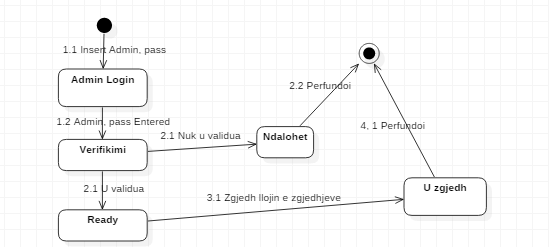 1.1 Insert Admin, pass
Admin Login
2.2 Perfundoi
1.2 Admin, pass Entered
4, 1 Perfundoi
2.1 Nuk u validua
Ndalohet
Verifikimi
2.1 U validua
U zgjedh
3.1 Zgjedh llojin e zgjedhjeve
Ready